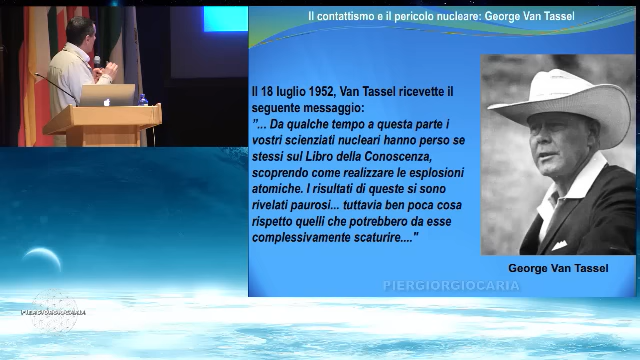 Il contattismo e il pericolo nucleare: George Van Tassel
Il 18 luglio 1952, Van Tassel ricevette il
seguente messaggio:
"... Da qualche tempo a questa parte i
vostri scienziati nucleari hanno perso se
stessi sul Libro della Conoscenza,
scoprendo come realizzare le esplosioni
atomiche. I risultati di queste si sono
rivelati paurosi... tuttavia ben poca cosa
rispetto quelli che potrebbero da esse
complessivamente scaturire...."
George Van Tassel
PIERGIORGIOCARIA
PIERGIORGIOCARIA